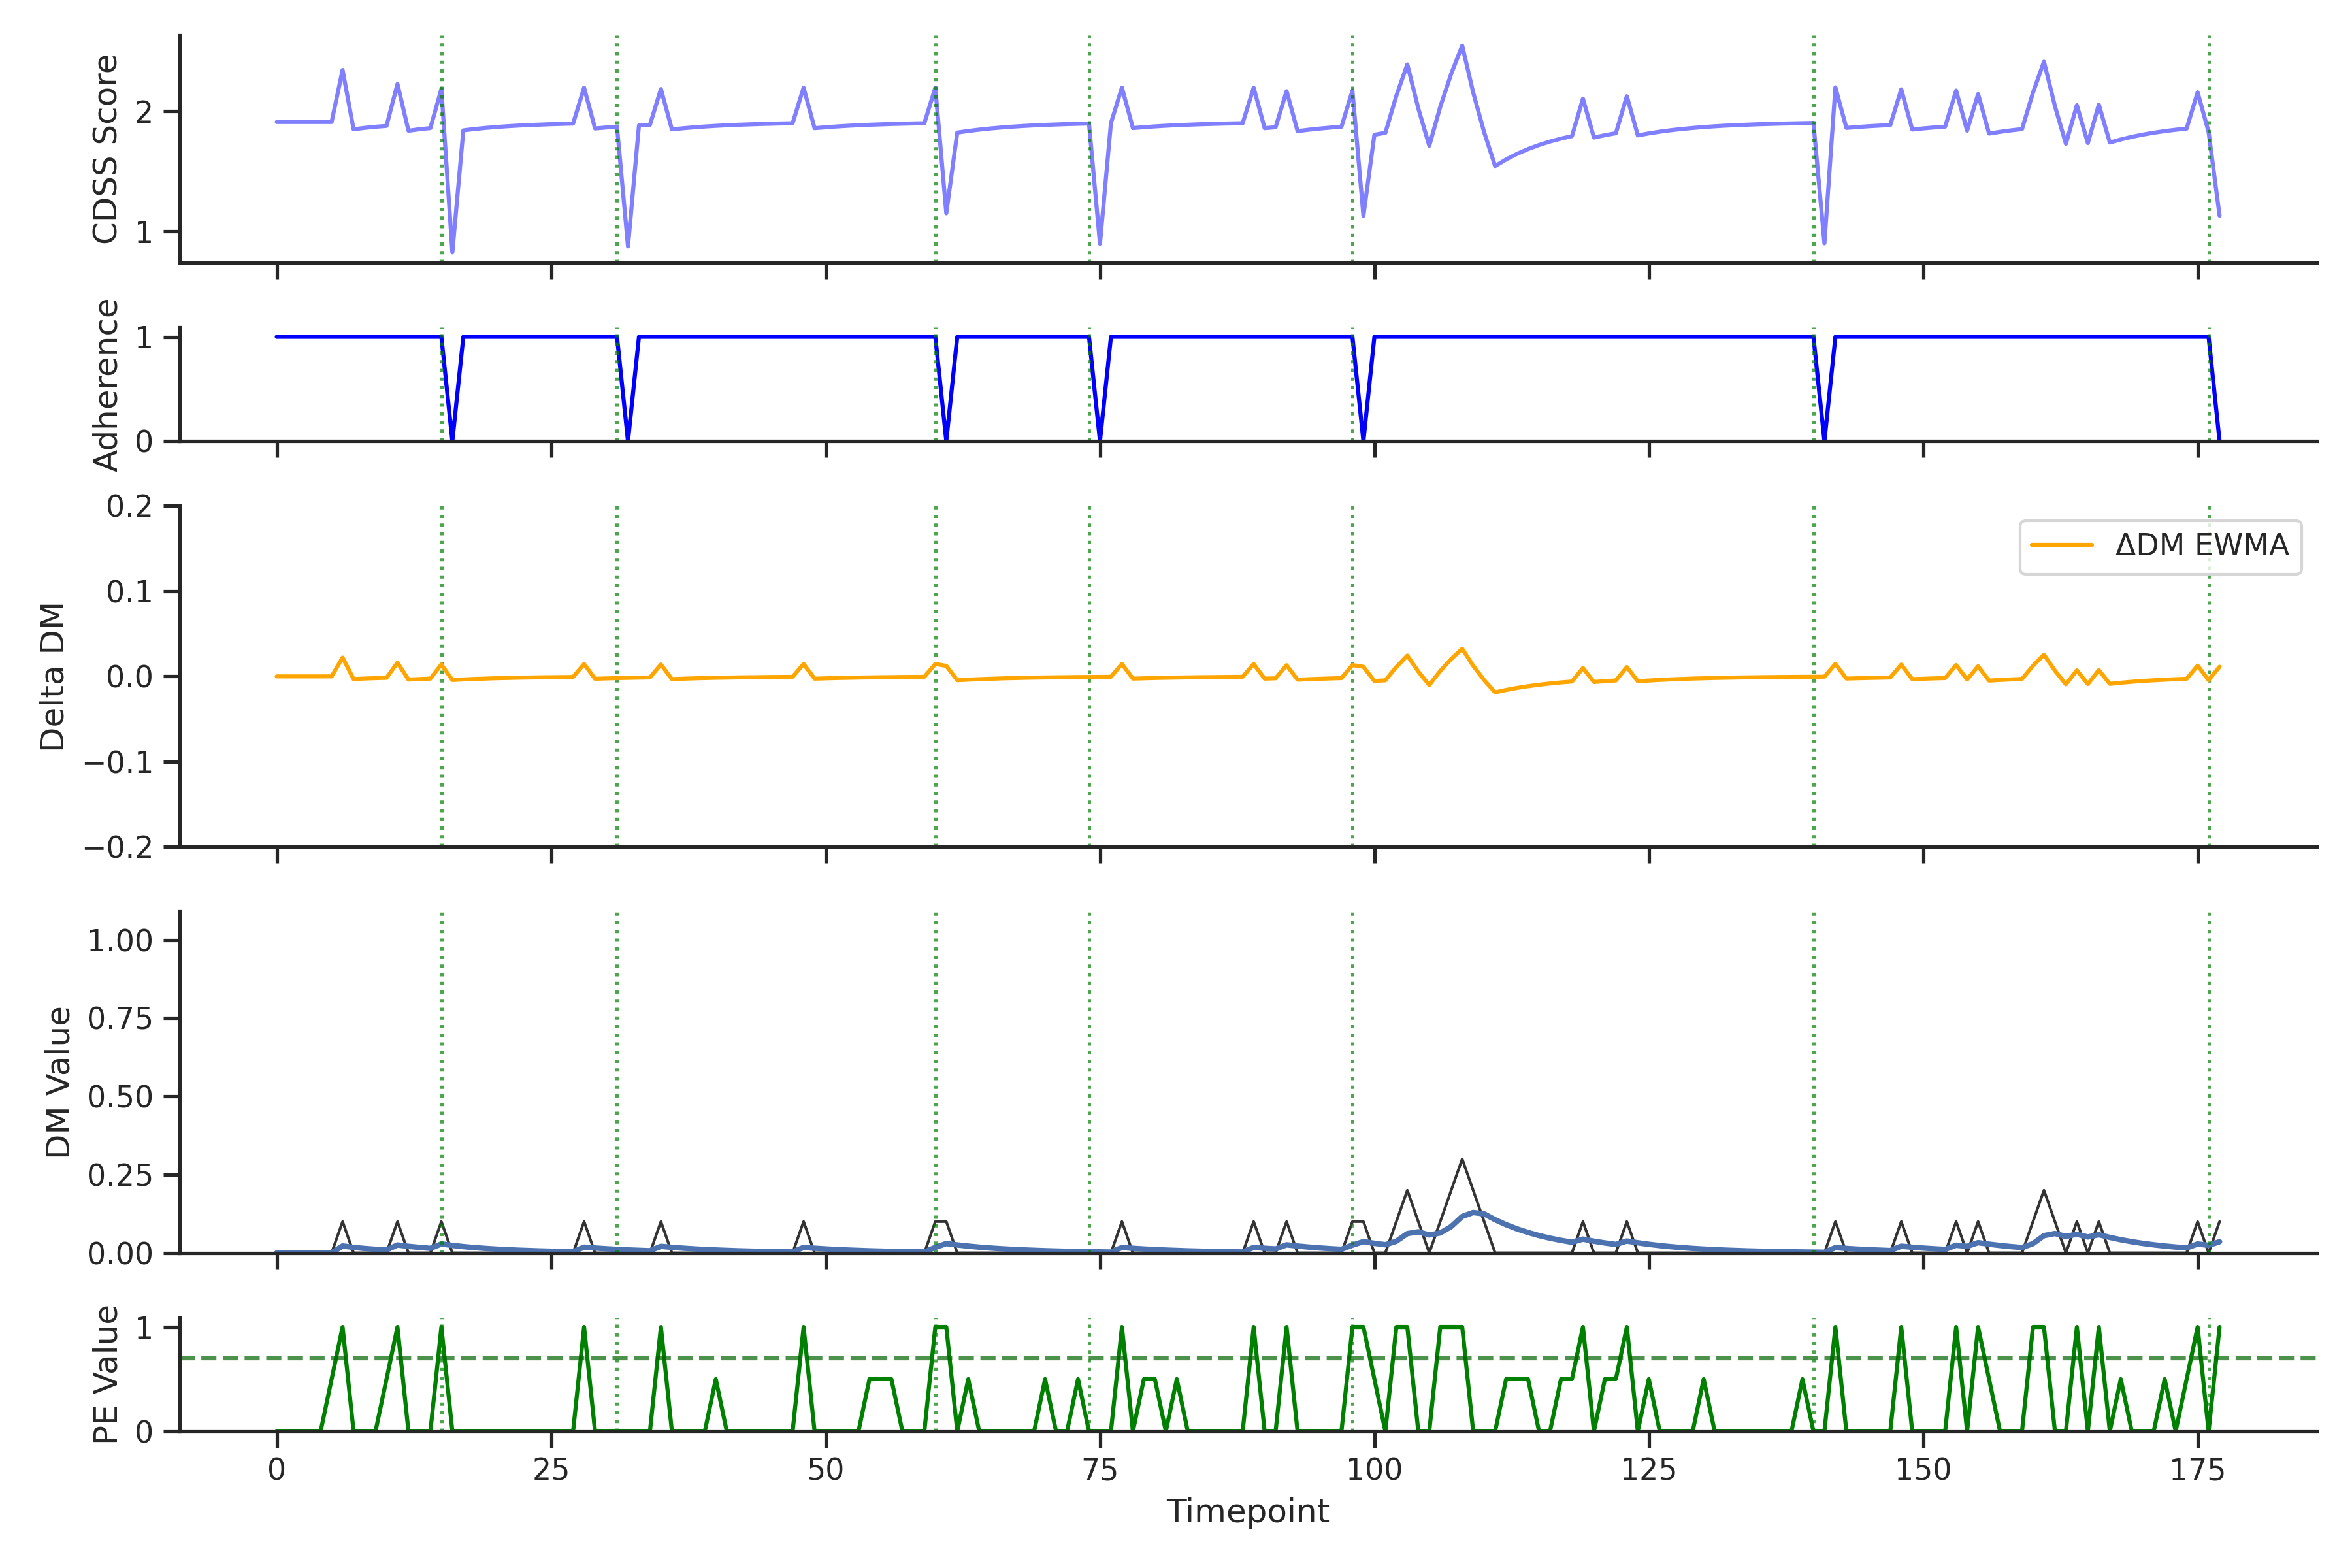 CDSS Score
2
1
Adherence
1
0
Delta DM
0.2
0.1
0.0
−0.1
−0.2
ΔDM EWMA
DM Value
1.00
0.75
0.50
0.25
0.00
PE Value
1
0
0 25 50 75 100 125 150 175
Timepoint